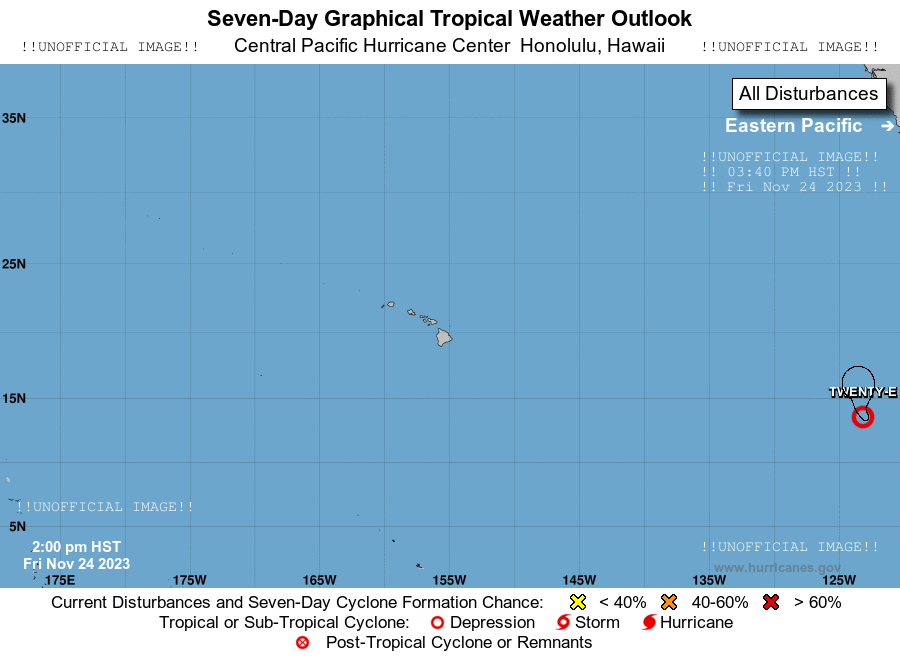 Seven-Day Graphical Tropical Weather Outlook
!!UNOFFICIAL IMAGE!! Central Pacific Hurricane Center Honolulu, Hawaii !!UNOFFICIAL IMAGE!!
All Disturbances
35N
Eastern Pacific →
!!UNOFFICIAL IMAGE!!
!! 03:40 PM HST !!
!! Fri Nov 24 2023 !!
25N
TWENTY-E
15N
!!UNOFFICIAL IMAGE!!
5N
2:00 pm HST
Fri Nov 24 2023
!!UNOFFICIAL IMAGE!!
www.hurricanes.gov
175E 175W 165W 155W 145W 135W 125W
Current Disturbances and Seven-Day Cyclone Formation Chance: < 40% 40-60% > 60%
Tropical or Sub-Tropical Cyclone: Depression Storm Hurricane
Post-Tropical Cyclone or Remnants